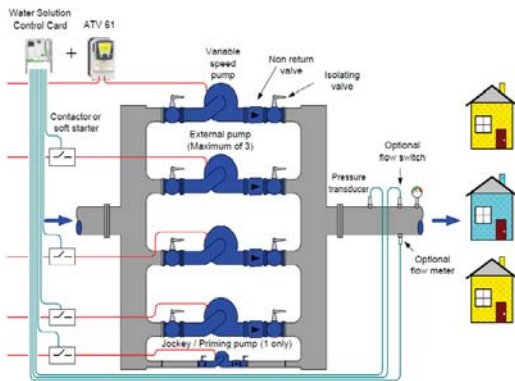 Water Solution
Control Card
+
ATV 61
Variable
speed
pump
Non return
valve
Isolating
valve
Contactor or
soft starter
External pump
(Maximum of 3)
Optional
flow switch
Pressure
transducer
Optional
flow meter
Jockey / Priming pump (1 only)